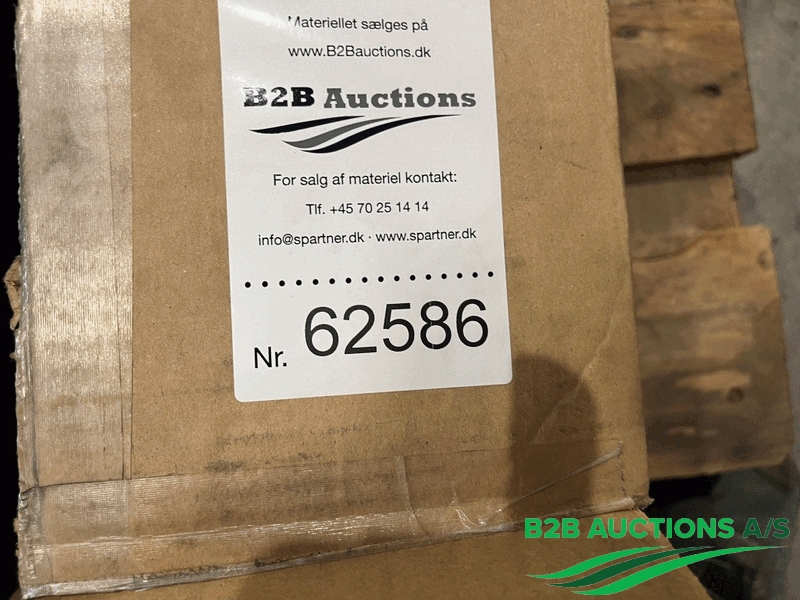 Materiellet sælges på
www.B2Bauctions.dk
B2B Auctions
For salg af materiel kontakt:
Tlf. +45 70 25 14 14
info@spartner.dk · www.spartner.dk
Nr. 62586
B2B AUCTIONS A/S